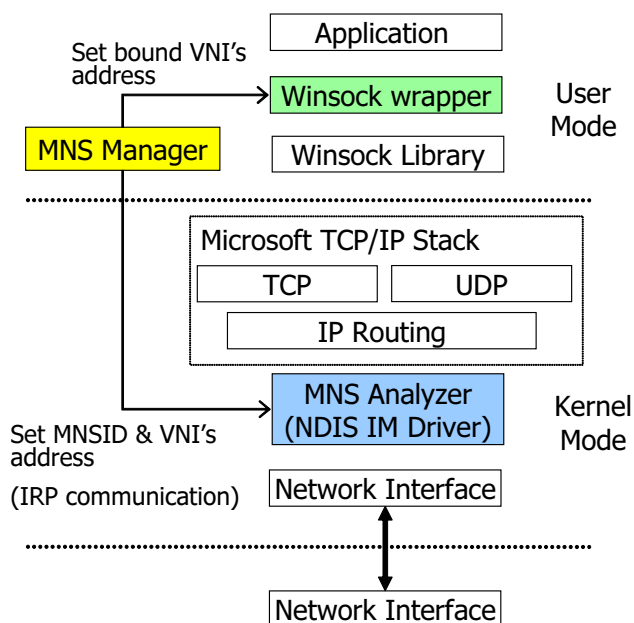 Application
Set bound VNI's
address
Winsock wrapper
User
Mode
MNS Manager
Winsock Library
Microsoft TCP/IP Stack
TCP
UDP
IP Routing
MNS Analyzer
(NDIS IM Driver)
Kernel
Mode
Set MNSID & VNI's
address
(IRP communication)
Network Interface
Network Interface